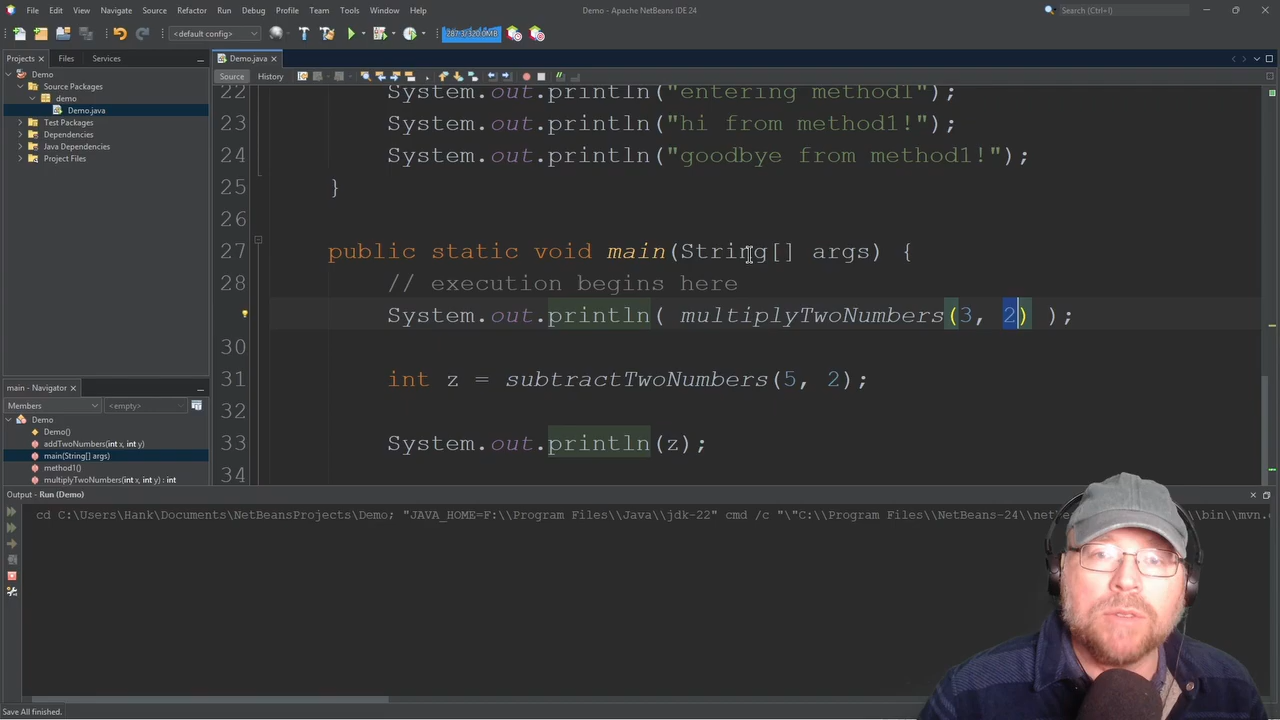 File Edit View Navigate Source Refactor Run Debug Profile Team Tools Window Help
Demo - Apache NetBeans IDE 24
Search (Ctrl+I)
<default config>
287.3/320.0MB
Projects Files Services
Demo.java
Source History
Demo
Source Packages
demo
Demo.java
Test Packages
Dependencies
Java Dependencies
Project Files
22 System.out.println("entering method1");
23 System.out.println("hi from method1!");
24 System.out.println("goodbye from method1!");
25 }
26
27 public static void main(String[] args) {
28 // execution begins here
System.out.println( multiplyTwoNumbers(3, 2) );
30
31 int z = subtractTwoNumbers(5, 2);
32
33 System.out.println(z);
34
main - Navigator
Members <empty>
Demo
Demo()
addTwoNumbers(int x, int y)
main(String[] args)
method1()
multiplyTwoNumbers(int x, int y) : int
Output - Run (Demo)
cd C:\Users\Hank\Documents\NetBeansProjects\Demo; "JAVA_HOME=F:\\Program Files\\Java\\jdk-22" cmd /c "\"C:\\Program Files\\NetBeans-24\\net
\\bin\\mvn.
Save All finished.